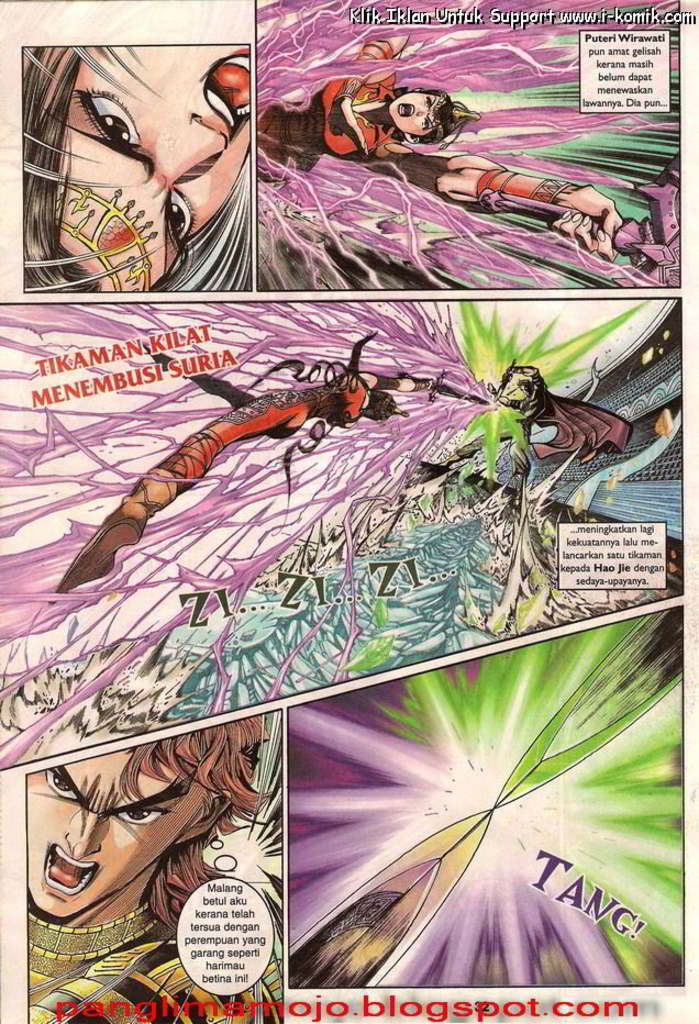 Klik Iklan Untuk Support www.i-komik.com
Puteri Wirawati
pun amat gelisah
kerana masih
belum dapat
menewaskan
lawannya. Dia pun...
TIKAMAN KILAT
MENEMBUSI SURIA
...meningkatkan lagi
kekuatannya lalu me-
lancarkan satu tikaman
kepada Hao Jie dengan
sedaya-upayanya.
ZI... ZI... ZI...
TANG!
Malang
betul aku
kerana telah
tersua dengan
perempuan yang
garang seperti
harimau
betina ini!
32
panglimamojo.blogspot.com